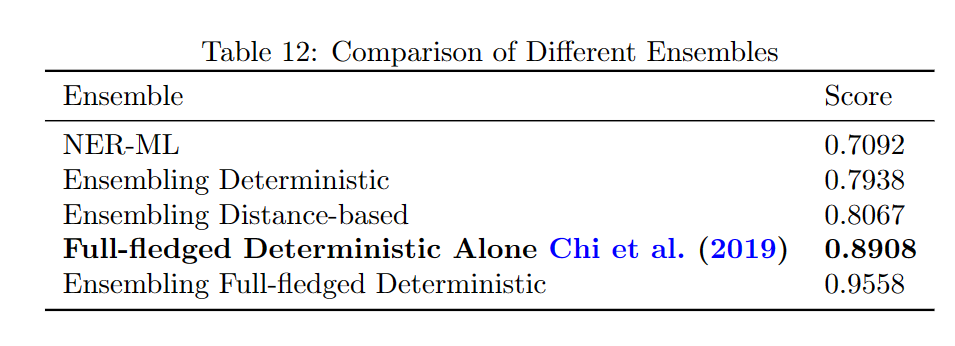 Table 12: Comparison of Different Ensembles
Ensemble Score
NER-ML 0.7092
Ensembling Deterministic 0.7938
Ensembling Distance-based 0.8067
Full-fledged Deterministic Alone Chi et al. (2019) 0.8908
Ensembling Full-fledged Deterministic 0.9558